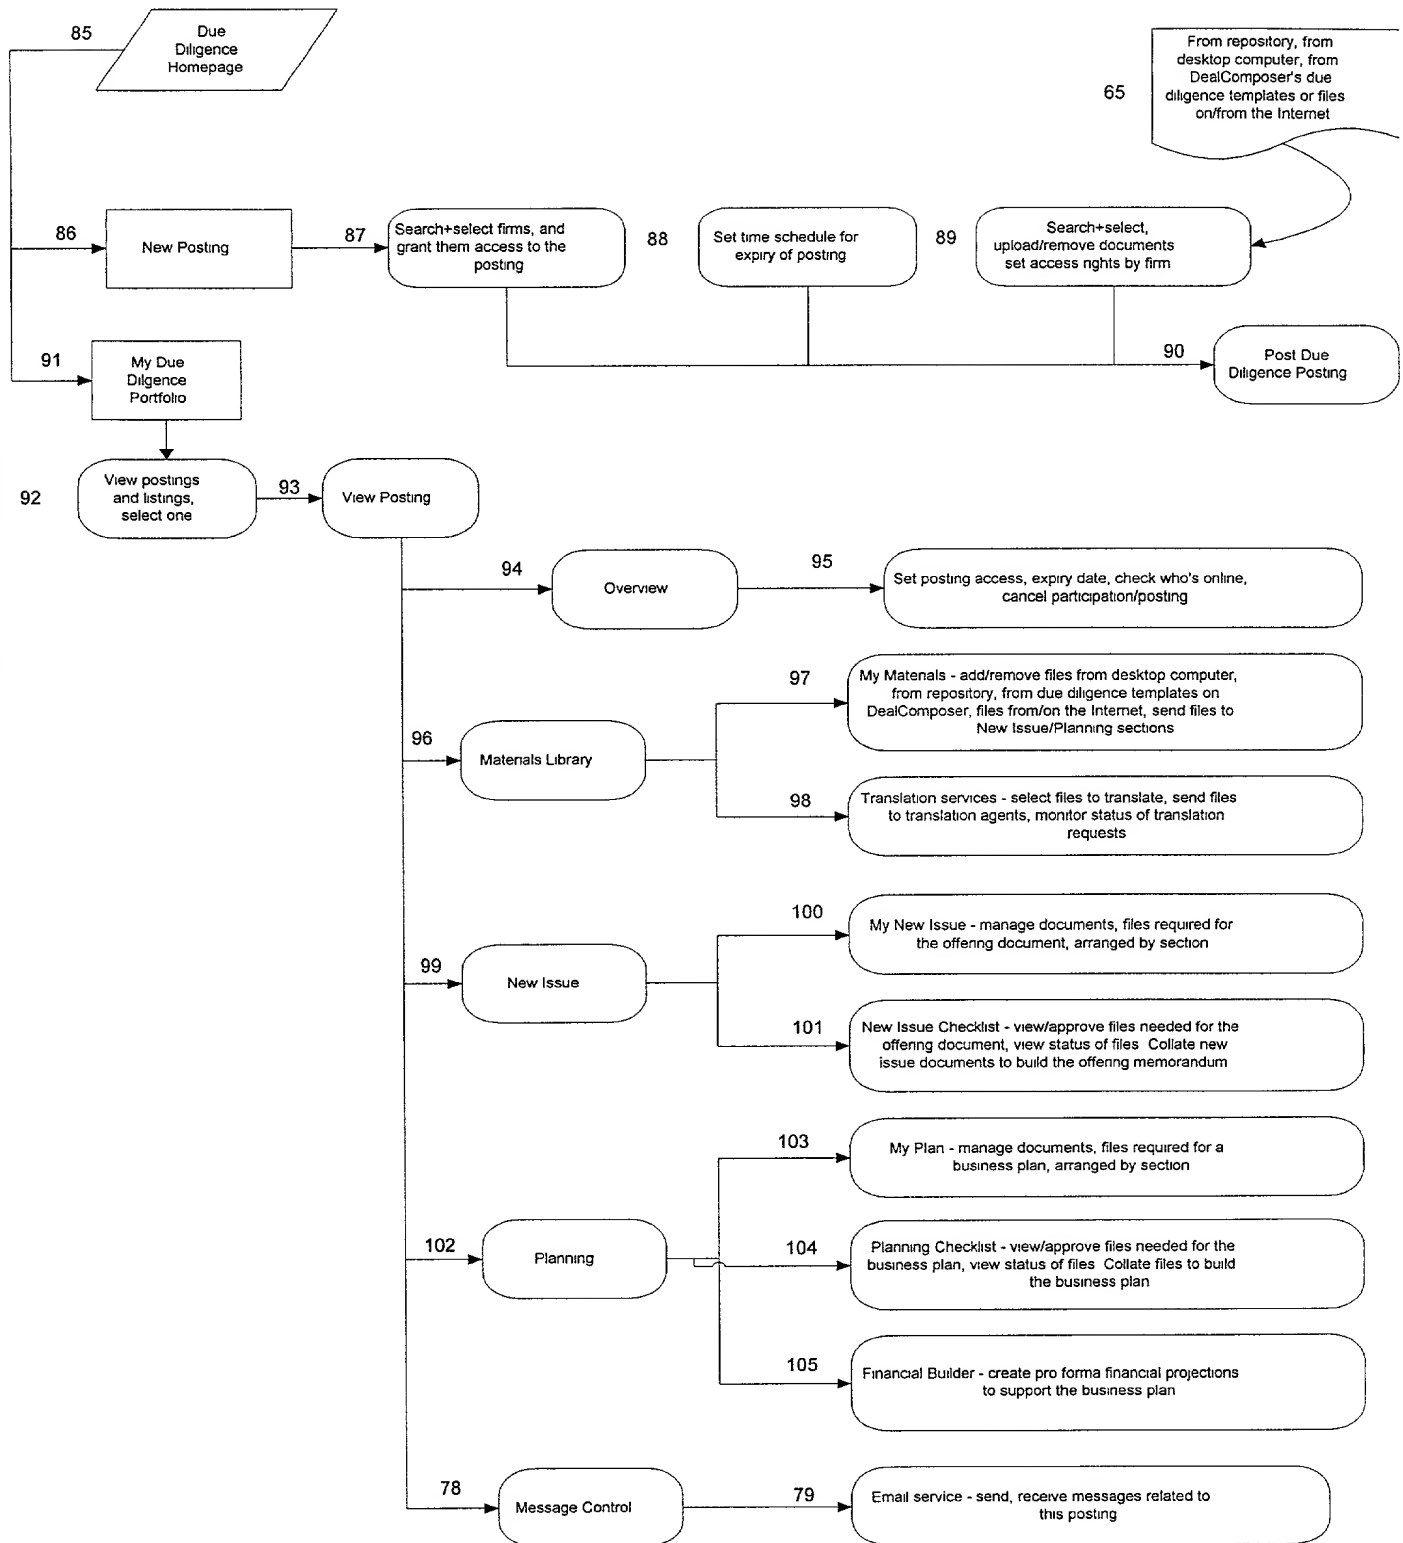 85
Due
Diligence
Homepage
65
From repository, from
desktop computer, from
DealComposer's due
diligence templates or files
on/from the Internet
86
New Posting
87
Search+select firms, and
grant them access to the
posting
88
Set time schedule for
expiry of posting
89
Search+select,
upload/remove documents
set access rights by firm
90
Post Due
Diligence Posting
91
My Due
Dilgence
Portfolio
92
View postings
and listings,
select one
93
View Posting
94
Overview
95
Set posting access, expiry date, check who's online,
cancel participation/posting
96
Materials Library
97
My Materials - add/remove files from desktop computer,
from repository, from due diligence templates on
DealComposer, files from/on the Internet, send files to
New Issue/Planning sections
98
Translation services - select files to translate, send files
to translation agents, monitor status of translation
requests
99
New Issue
100
My New Issue - manage documents, files required for
the offering document, arranged by section
101
New Issue Checklist - view/approve files needed for the
offering document, view status of files Collate new
issue documents to build the offering memorandum
102
Planning
103
My Plan - manage documents, files required for a
business plan, arranged by section
104
Planning Checklist - view/approve files needed for the
business plan, view status of files Collate files to build
the business plan
105
Financial Builder - create pro forma financial projections
to support the business plan
78
Message Control
79
Email service - send, receive messages related to
this posting